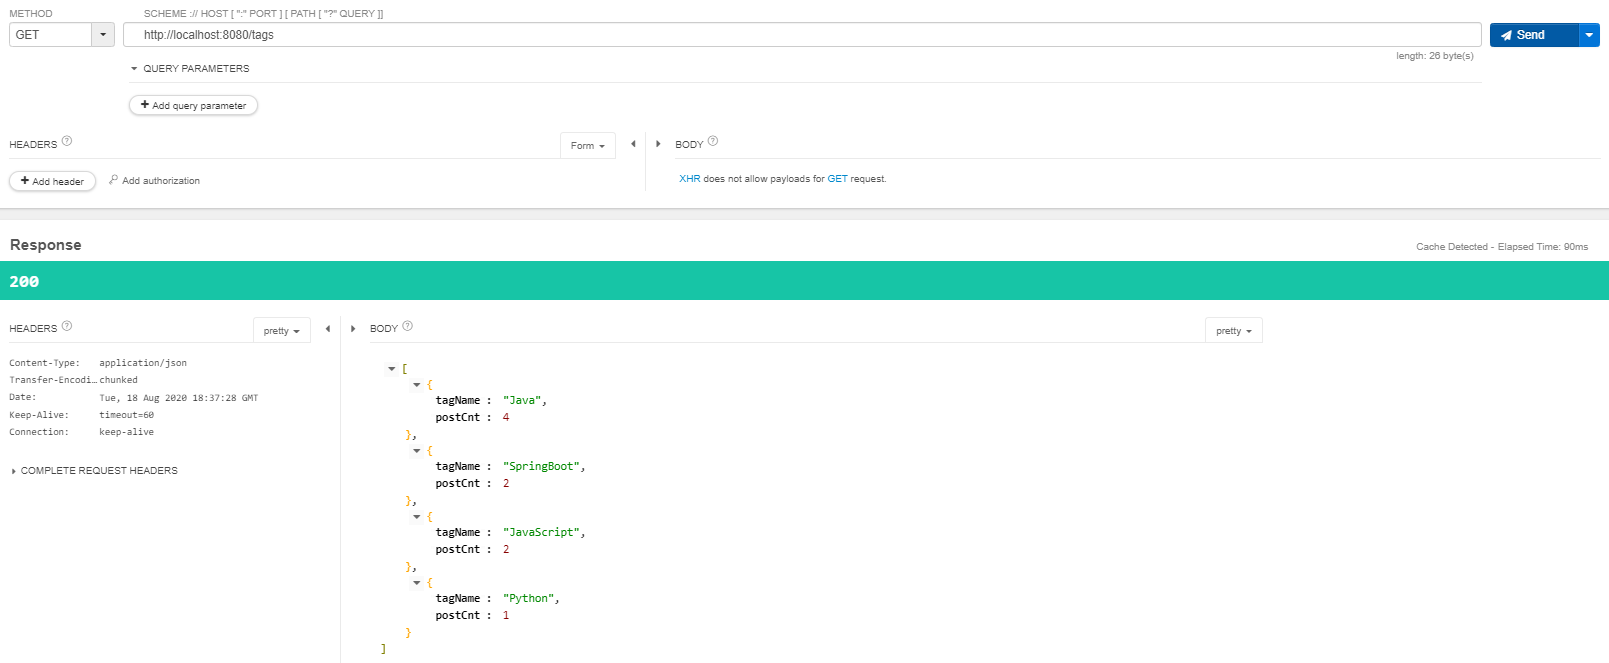 METHOD
SCHEME :// HOST [ ":" PORT ] [ PATH [ "?" QUERY ]]
GET
http://localhost:8080/tags
Send
length: 26 byte(s)
QUERY PARAMETERS
+ Add query parameter
HEADERS ?
Form
BODY ?
+ Add header
Add authorization
XHR does not allow payloads for GET request.
Response
Cache Detected - Elapsed Time: 90ms
200
HEADERS ?
pretty
BODY ?
pretty
Content-Type: application/json
Transfer-Encodi… chunked
Date: Tue, 18 Aug 2020 18:37:28 GMT
Keep-Alive: timeout=60
Connection: keep-alive
COMPLETE REQUEST HEADERS
[
{
tagName : "Java",
postCnt : 4
},
{
tagName : "SpringBoot",
postCnt : 2
},
{
tagName : "JavaScript",
postCnt : 2
},
{
tagName : "Python",
postCnt : 1
}
]